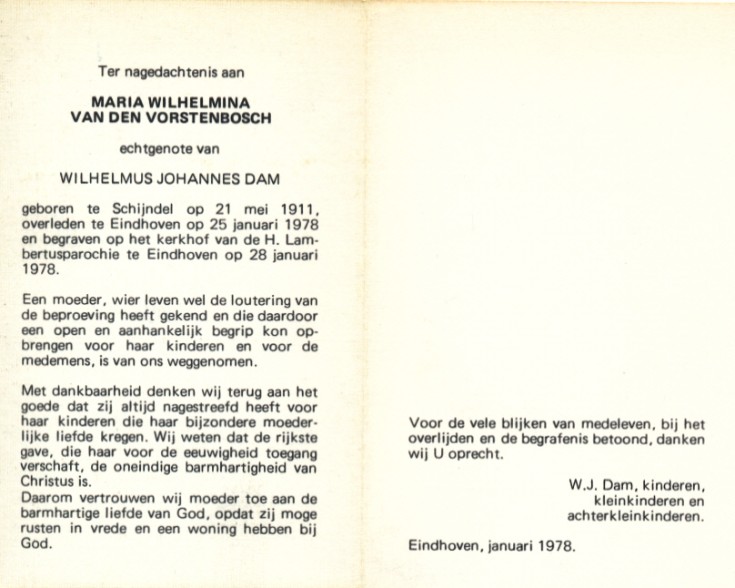 Ter nagedachtenis aan
MARIA WILHELMINA
VAN DEN VORSTENBOSCH
echtgenote van
WILHELMUS JOHANNES DAM
geboren te Schijndel op 21 mei 1911,
overleden te Eindhoven op 25 januari 1978
en begraven op het kerkhof van de H. Lam-
bertusparochie te Eindhoven op 28 januari
1978.
Een moeder, wier leven wel de loutering van
de beproeving heeft gekend en die daardoor
een open en aanhankelijk begrip kon op-
brengen voor haar kinderen en voor de
medemens, is van ons weggenomen.
Met dankbaarheid denken wij terug aan het
goede dat zij altijd nagestreefd heeft voor
haar kinderen die haar bijzondere moeder-
lijke liefde kregen. Wij weten dat de rijkste
gave, die haar voor de eeuwigheid toegang
verschaft, de oneindige barmhartigheid van
Christus is.
Daarom vertrouwen wij moeder toe aan de
barmhartige liefde van God, opdat zij moge
rusten in vrede en een woning hebben bij
God.
Voor de vele blijken van medeleven, bij het
overlijden en de begrafenis betoond, danken
wij U oprecht.
W.J. Dam, kinderen,
kleinkinderen en
achterkleinkinderen.
Eindhoven, januari 1978.